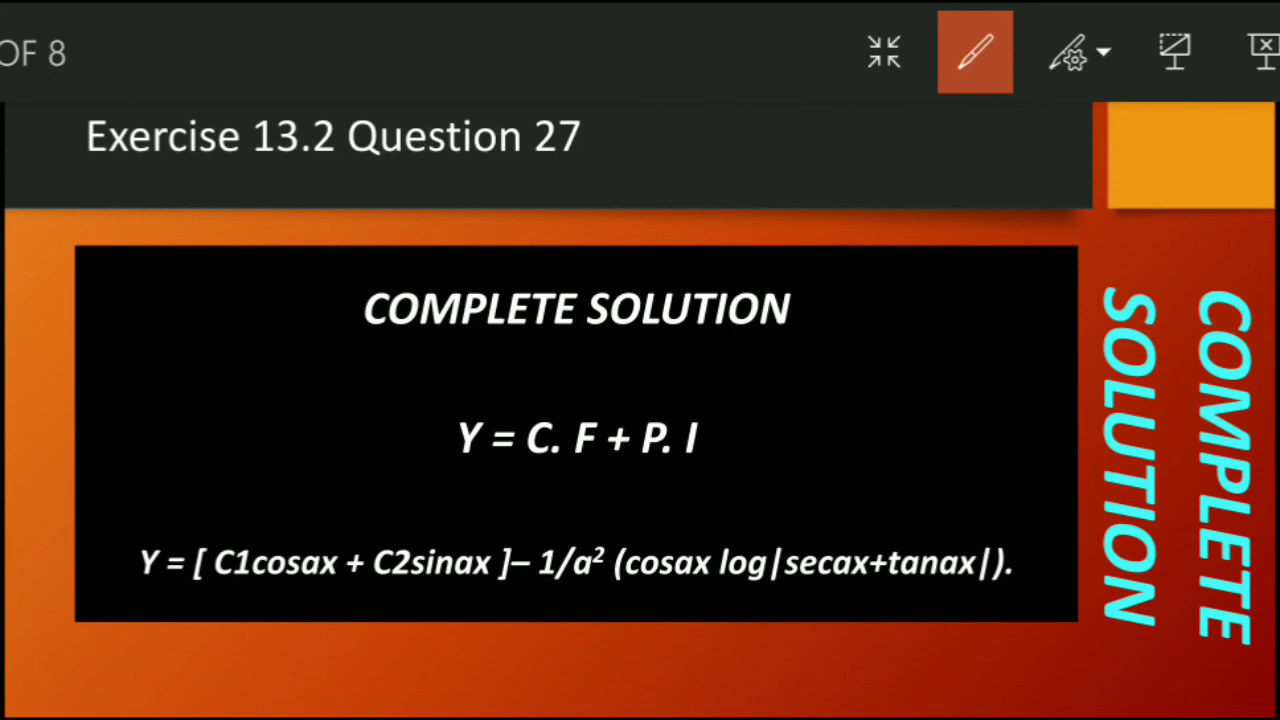 OF 8
Exercise 13.2 Question 27
COMPLETE SOLUTION
Y = C. F + P. I
Y = [ C1cosax + C2sinax ]– 1/a² (cosax log|secax+tanax|).
COMPLETE
SOLUTION